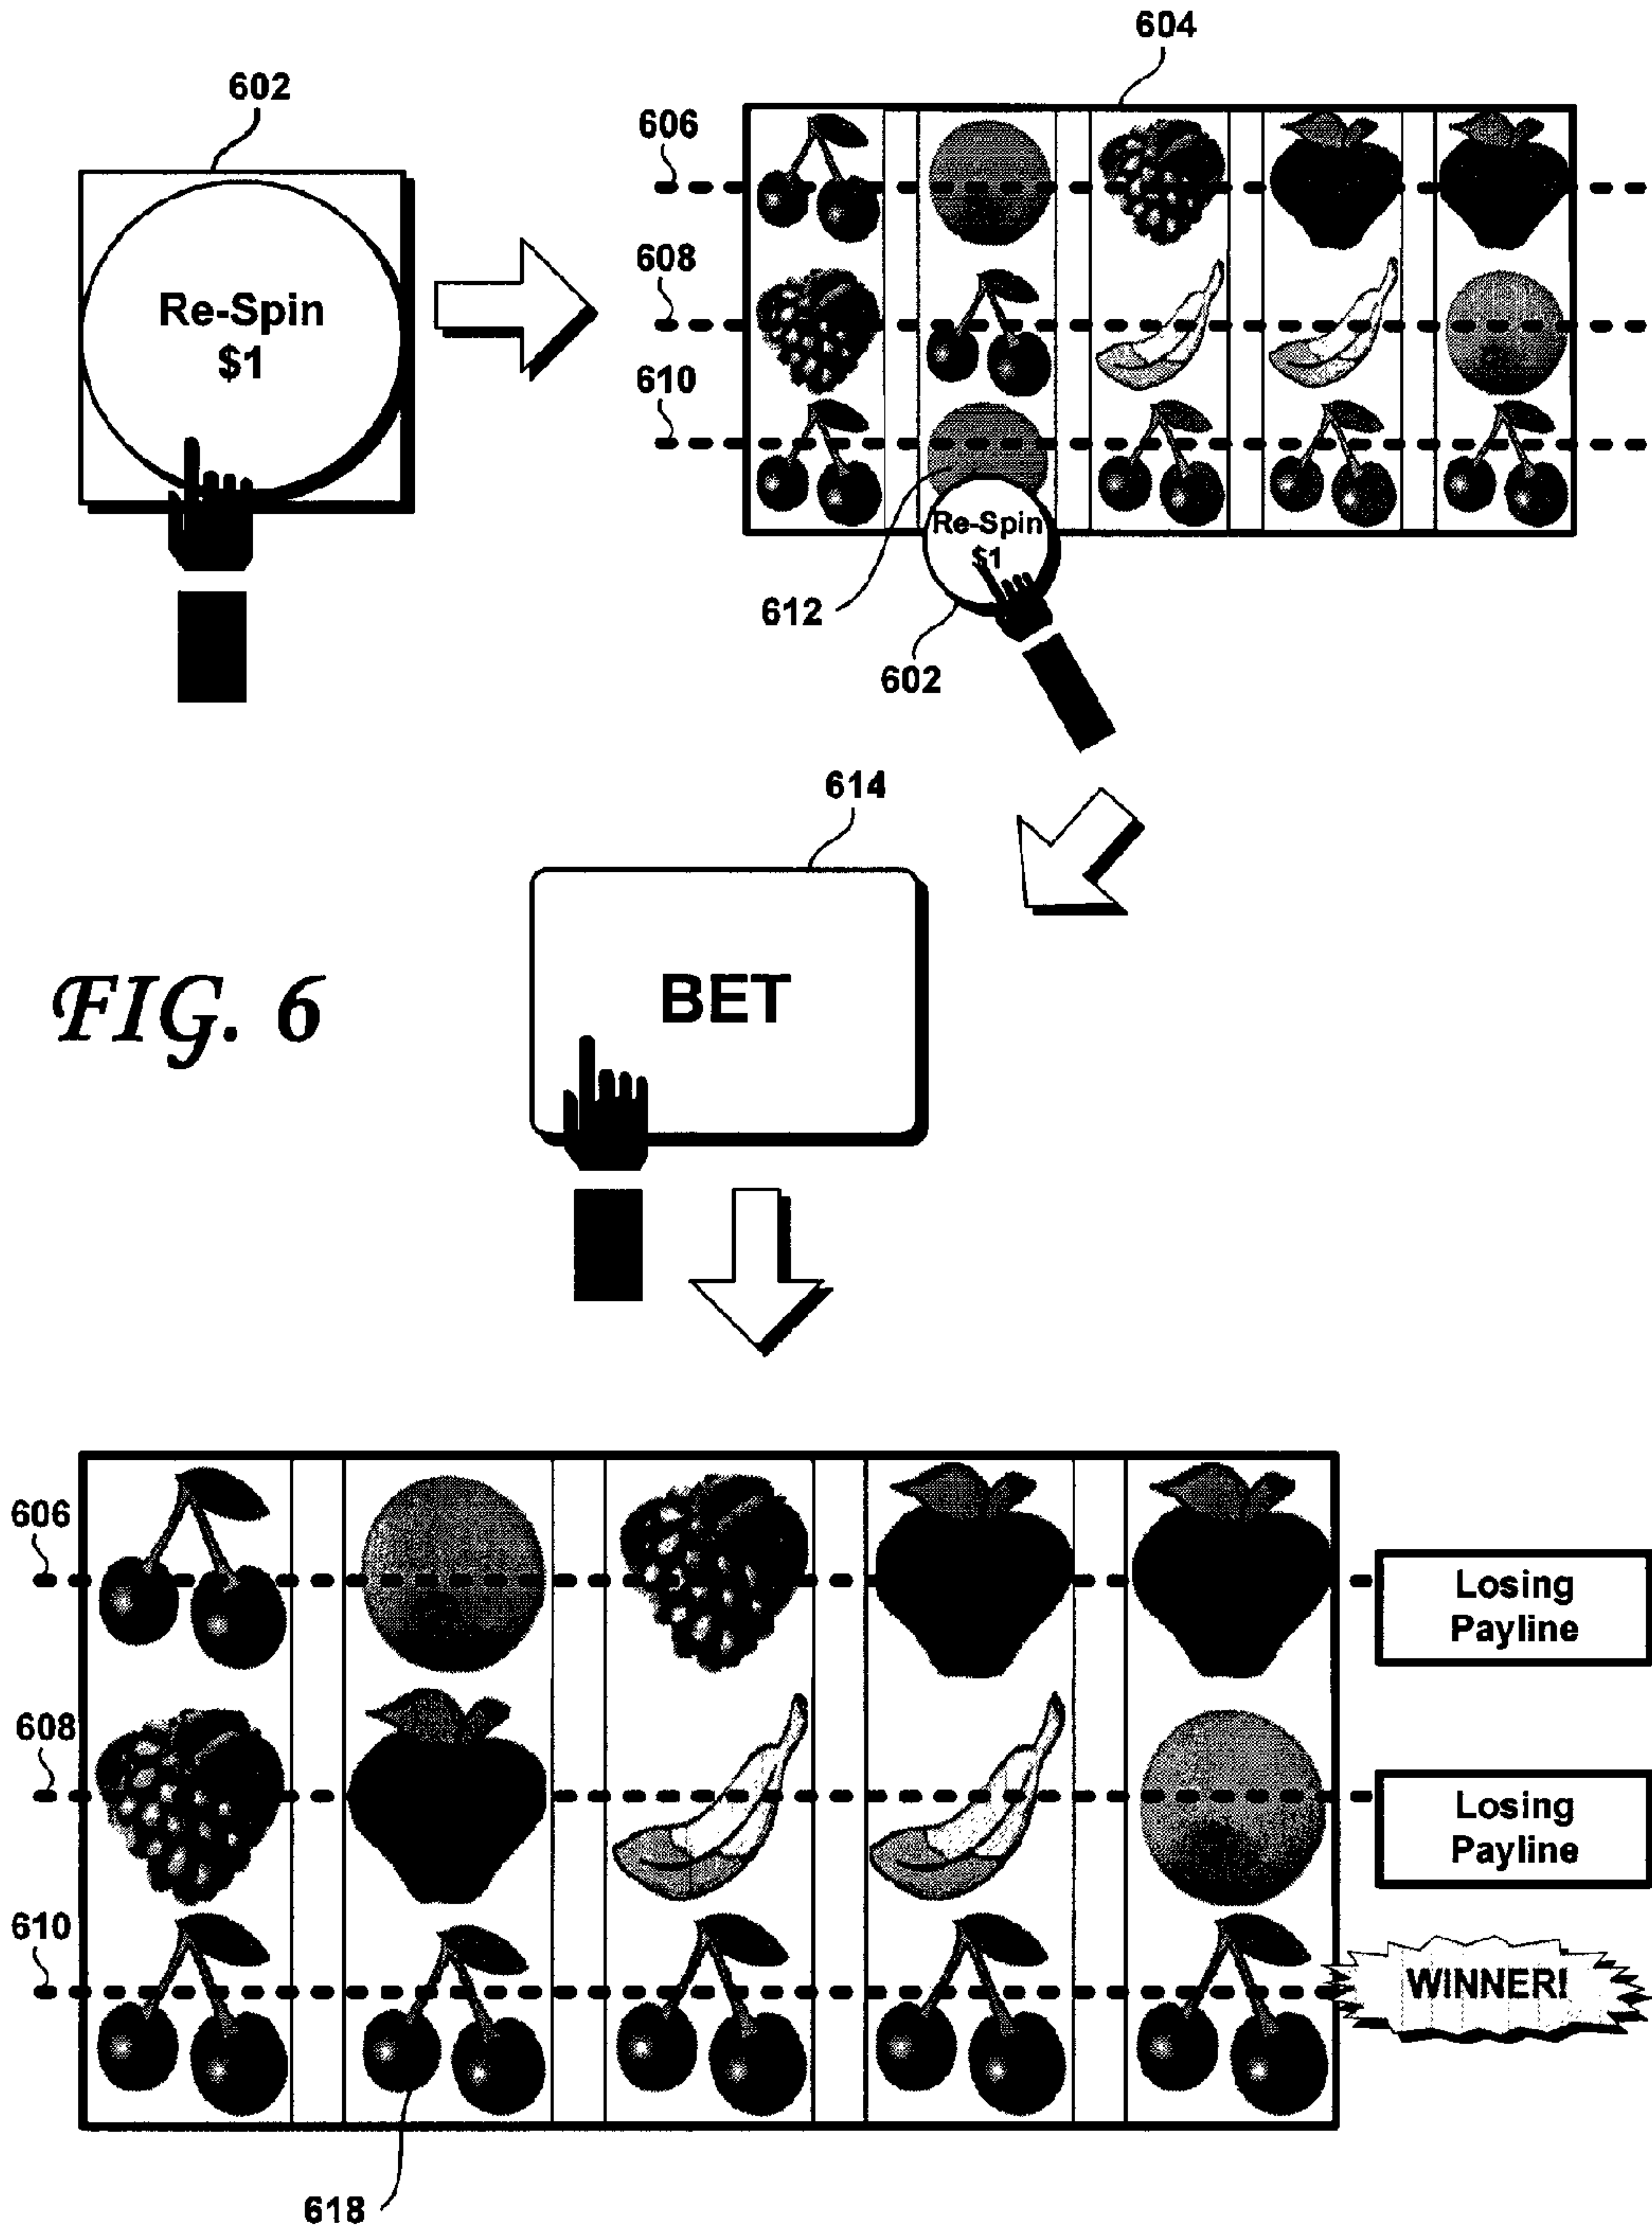 604
602
606
Re-Spin
$1
608
610
Re-Spin
$1
612
602
614
BET
FIG. 6
606
Losing
Payline
608
Losing
Payline
610
WINNER!
618